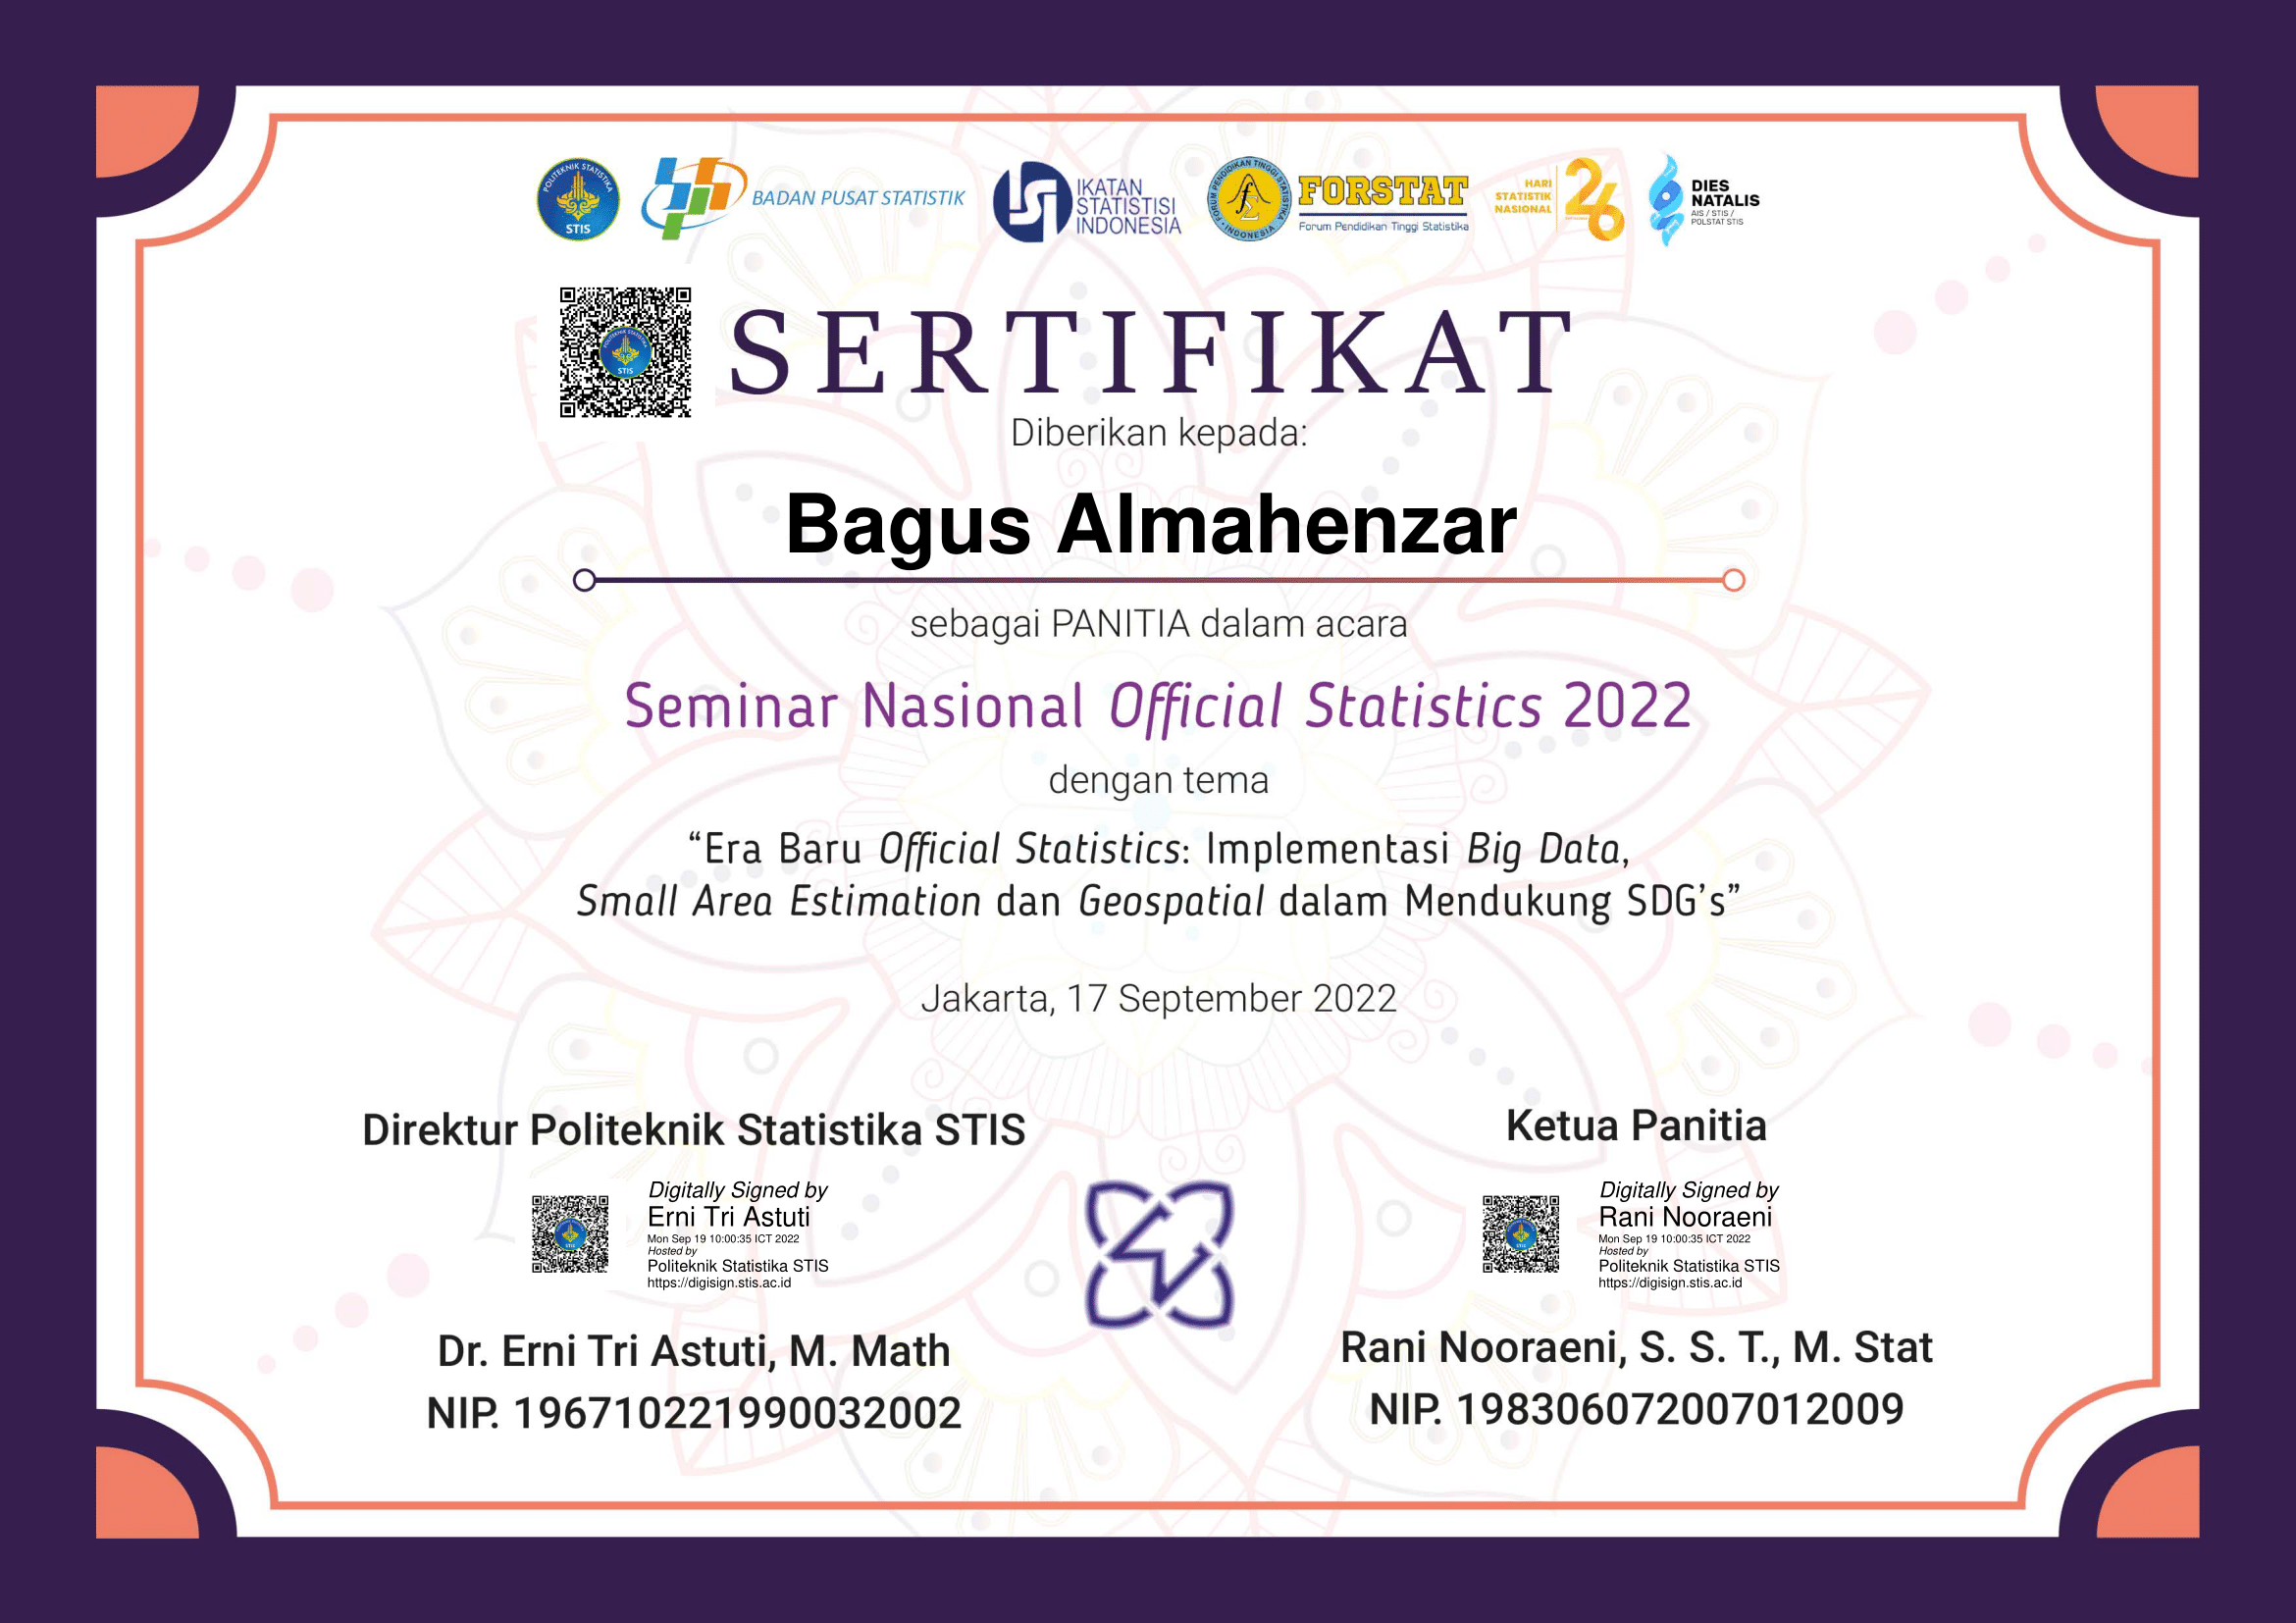 POLITEKNIK STATISTIKA
STIS
BADAN PUSAT STATISTIK
IKATAN
STATISTISI
INDONESIA
FORUM PENDIDIKAN TINGGI STATISTIKA
INDONESIA
FORSTAT
Forum Pendidikan Tinggi Statistika
HARI
STATISTIK
NASIONAL
26
DIES
NATALIS
AIS / STIS /
POLSTAT STIS
STIS
SERTIFIKAT
Diberikan kepada:
Bagus Almahenzar
sebagai PANITIA dalam acara
Seminar Nasional Official Statistics 2022
dengan tema
“Era Baru Official Statistics: Implementasi Big Data,
Small Area Estimation dan Geospatial dalam Mendukung SDG’s”
Jakarta, 17 September 2022
Direktur Politeknik Statistika STIS
Digitally Signed by
Erni Tri Astuti
Mon Sep 19 10:00:35 ICT 2022
Hosted by
Politeknik Statistika STIS
https://digisign.stis.ac.id
Dr. Erni Tri Astuti, M. Math
NIP. 196710221990032002
Ketua Panitia
Digitally Signed by
Rani Nooraeni
Mon Sep 19 10:00:35 ICT 2022
Hosted by
Politeknik Statistika STIS
https://digisign.stis.ac.id
Rani Nooraeni, S. S. T., M. Stat
NIP. 198306072007012009